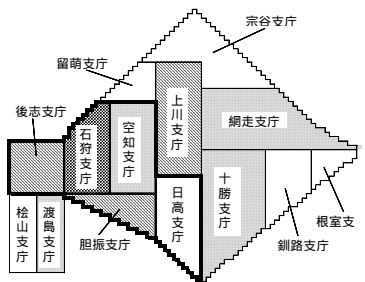 宗谷支庁
留萌支庁
上川支庁
後志支庁
石狩支庁
空知支庁
網走支庁
十勝支庁
日高支庁
桧山支庁
渡島支庁
胆振支庁
釧路支庁
根室支